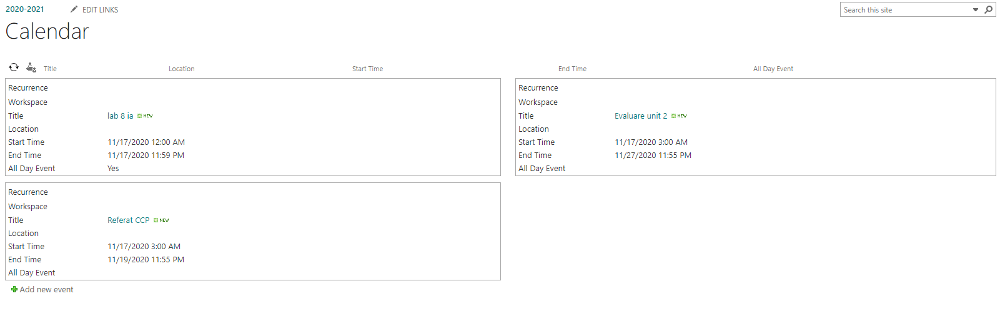 2020-2021 EDIT LINKS Search this site
Calendar
Title Location Start Time End Time All Day Event
Recurrence
Workspace
Title lab 8 ia NEW
Location
Start Time 11/17/2020 12:00 AM
End Time 11/17/2020 11:59 PM
All Day Event Yes
Recurrence
Workspace
Title Evaluare unit 2 NEW
Location
Start Time 11/17/2020 3:00 AM
End Time 11/27/2020 11:55 PM
All Day Event
Recurrence
Workspace
Title Referat CCP NEW
Location
Start Time 11/17/2020 3:00 AM
End Time 11/19/2020 11:55 PM
All Day Event
Add new event